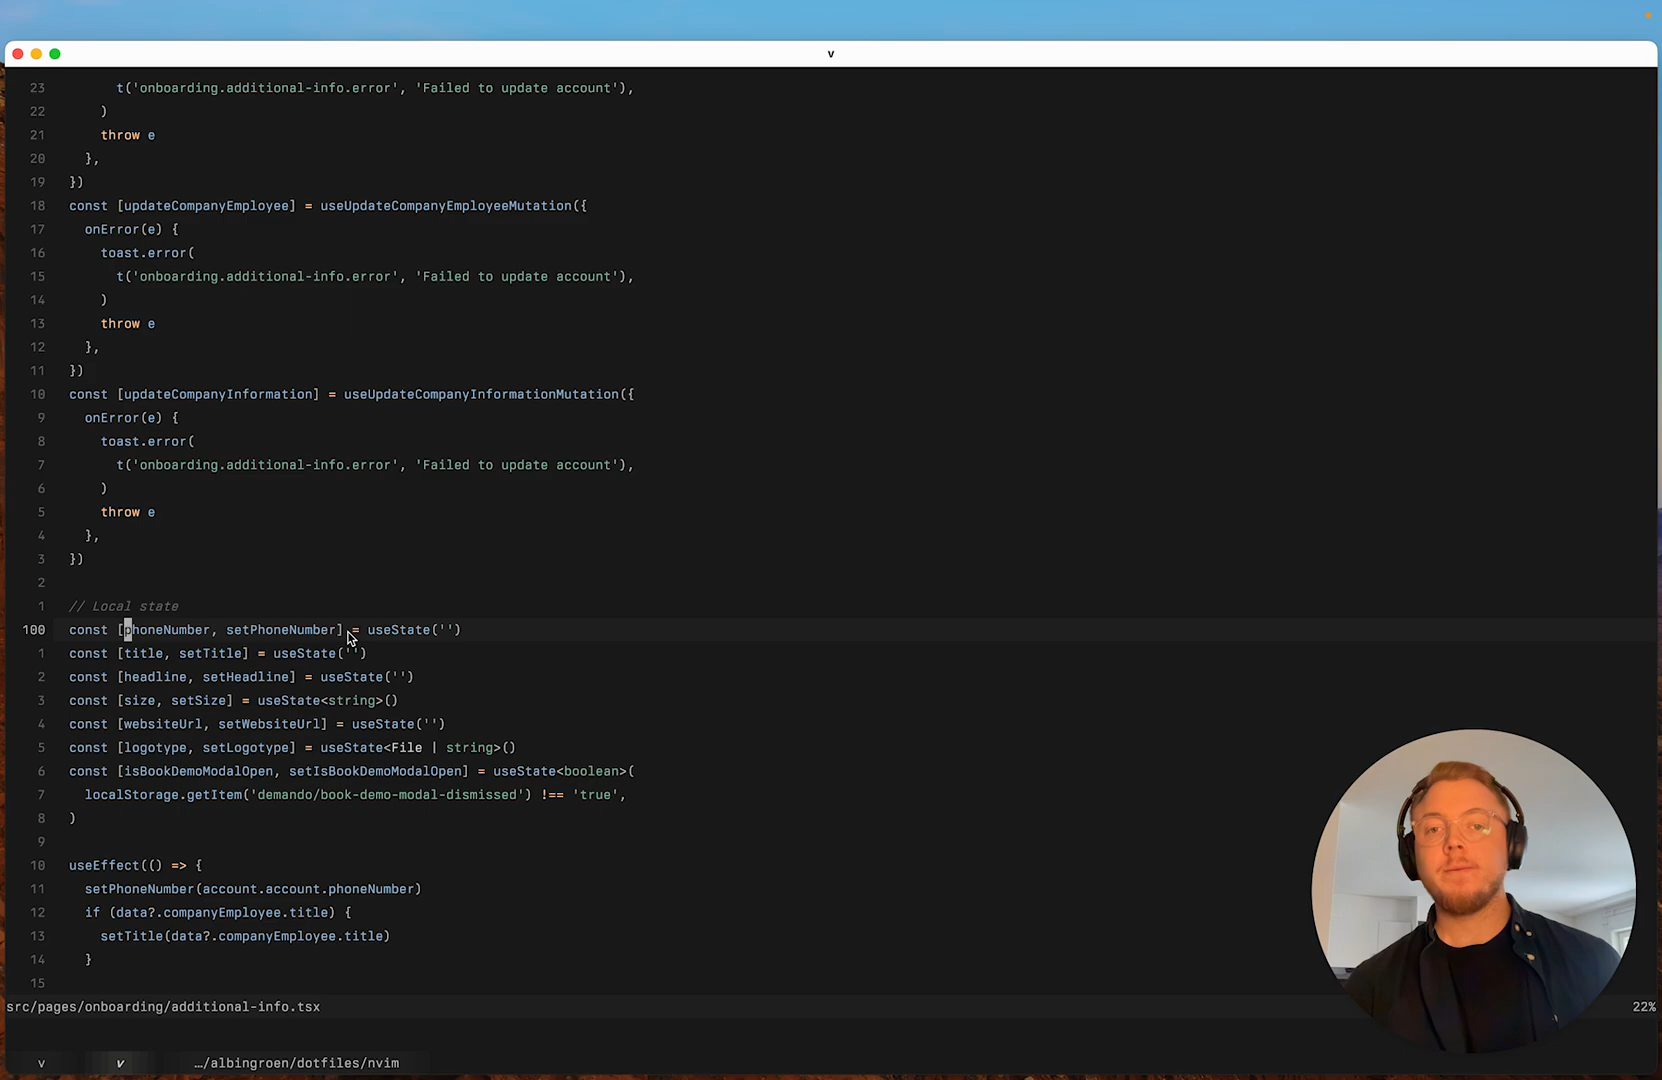 v
23 t('onboarding.additional-info.error', 'Failed to update account'),
22 )
21 throw e
20 },
19 })
18 const [updateCompanyEmployee] = useUpdateCompanyEmployeeMutation({
17 onError(e) {
16 toast.error(
15 t('onboarding.additional-info.error', 'Failed to update account'),
14 )
13 throw e
12 },
11 })
10 const [updateCompanyInformation] = useUpdateCompanyInformationMutation({
9 onError(e) {
8 toast.error(
7 t('onboarding.additional-info.error', 'Failed to update account'),
6 )
5 throw e
4 },
3 })
2
1 // Local state
100 const [phoneNumber, setPhoneNumber] = useState('')
1 const [title, setTitle] = useState('')
2 const [headline, setHeadline] = useState('')
3 const [size, setSize] = useState<string>()
4 const [websiteUrl, setWebsiteUrl] = useState('')
5 const [logotype, setLogotype] = useState<File | string>()
6 const [isBookDemoModalOpen, setIsBookDemoModalOpen] = useState<boolean>(
7 localStorage.getItem('demando/book-demo-modal-dismissed') !== 'true',
8 )
9
10 useEffect(() => {
11 setPhoneNumber(account.account.phoneNumber)
12 if (data?.companyEmployee.title) {
13 setTitle(data?.companyEmployee.title)
14 }
15
src/pages/onboarding/additional-info.tsx 22%
v v …/albingroen/dotfiles/nvim